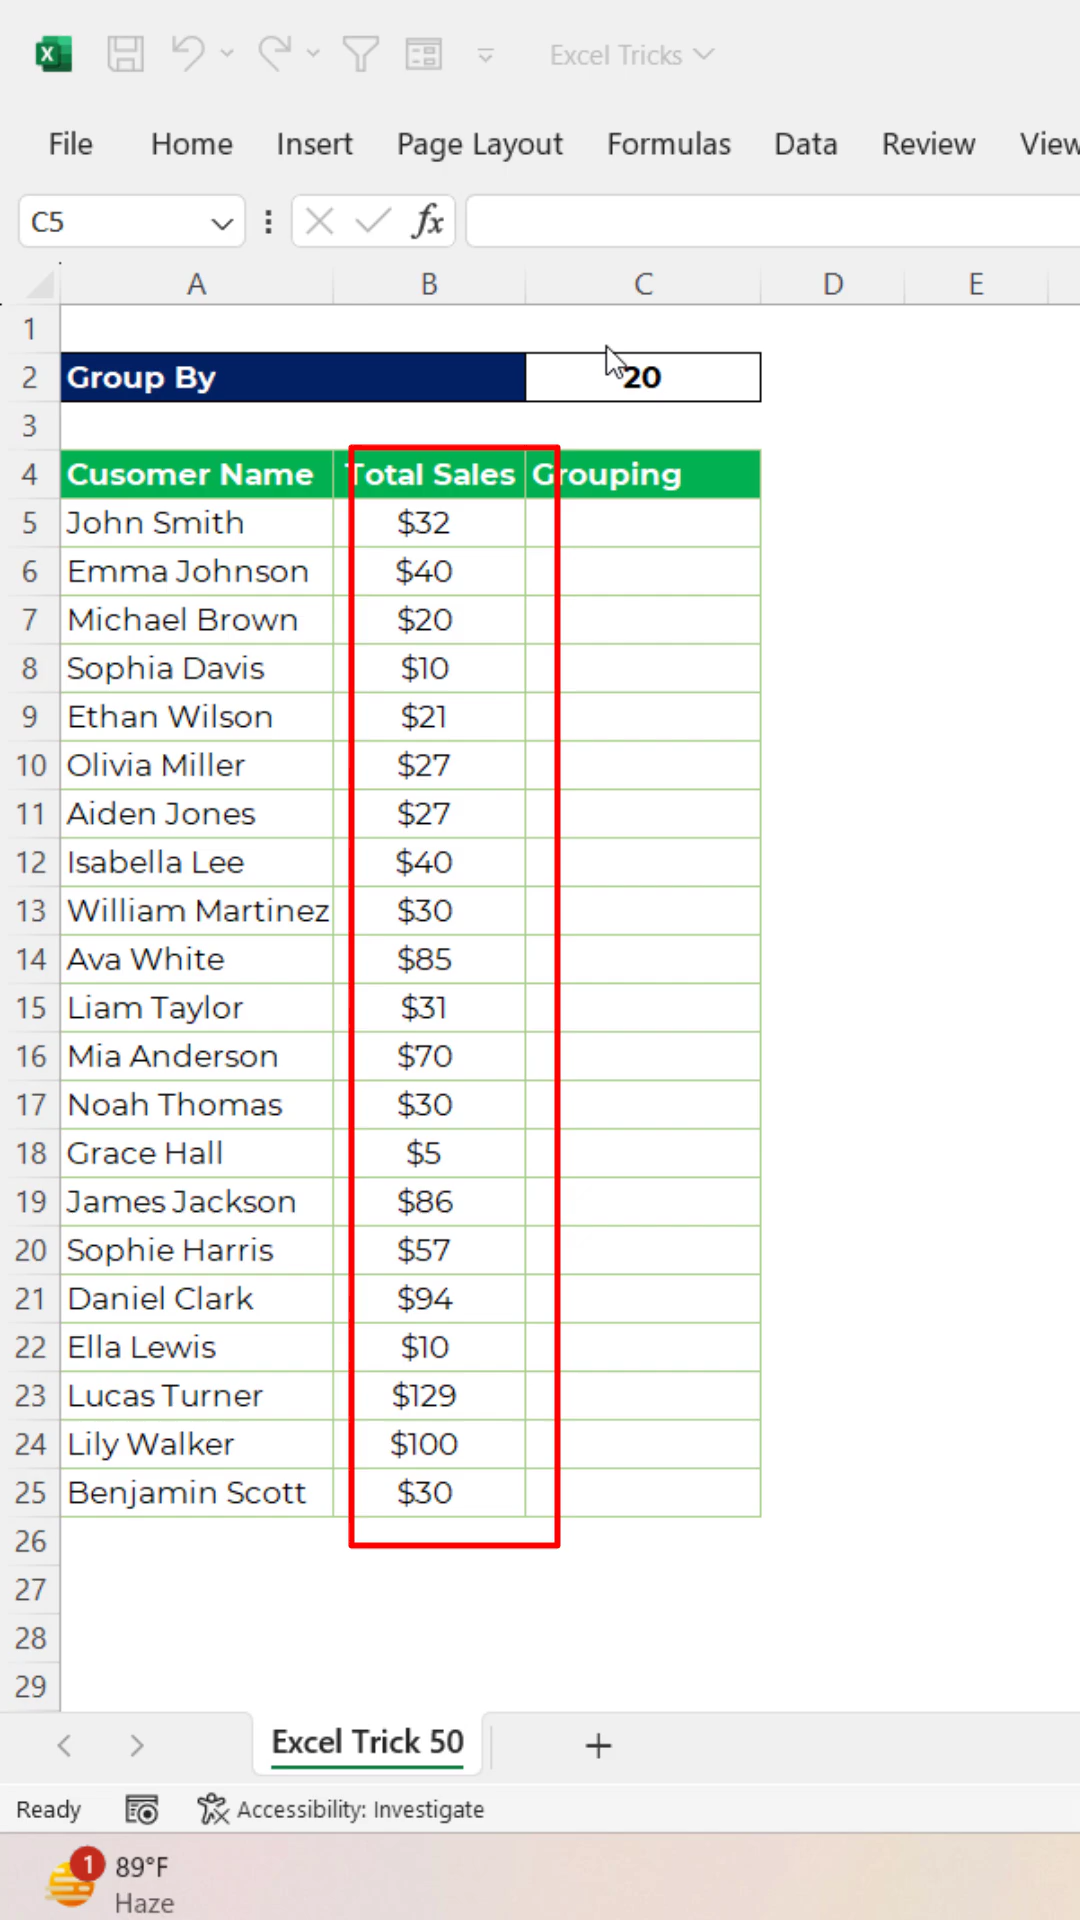 X Excel Tricks
File Home Insert Page Layout Formulas Data Review View
C5 fx
A B C D E
1
2 Group By 20
3
4 Cusomer Name Total Sales Grouping
5 John Smith $32
6 Emma Johnson $40
7 Michael Brown $20
8 Sophia Davis $10
9 Ethan Wilson $21
10 Olivia Miller $27
11 Aiden Jones $27
12 Isabella Lee $40
13 William Martinez $30
14 Ava White $85
15 Liam Taylor $31
16 Mia Anderson $70
17 Noah Thomas $30
18 Grace Hall $5
19 James Jackson $86
20 Sophie Harris $57
21 Daniel Clark $94
22 Ella Lewis $10
23 Lucas Turner $129
24 Lily Walker $100
25 Benjamin Scott $30
26
27
28
29
Excel Trick 50
Ready Accessibility: Investigate
1 89°F
Haze